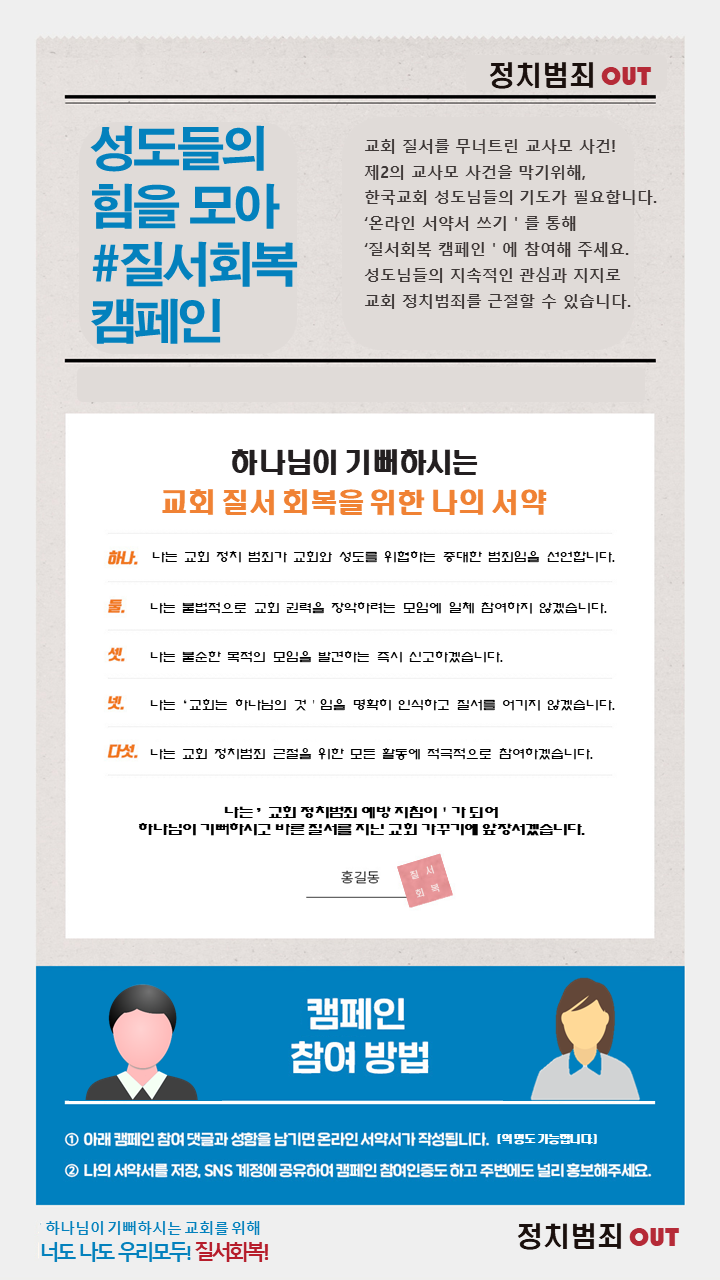 정치범죄 OUT
성도들의
힘을 모아
#질서회복
캠페인
교회 질서를 무너트린 교사모 사건!
제2의 교사모 사건을 막기위해,
한국교회 성도님들의 기도가 필요합니다.
‘온라인 서약서 쓰기 ' 를 통해
‘질서회복 캠페인 ' 에 참여해 주세요.
성도님들의 지속적인 관심과 지지로
교회 정치범죄를 근절할 수 있습니다.
하나님이 기뻐하시는
교회 질서 회복을 위한 나의 서약
하나. 나는 교회 정치 범죄가 교회와 성도를 위협하는 중대한 범죄임을 선언합니다.
둘. 나는 불법적으로 교회 권력을 장악하려는 모임에 일체 참여하지 않겠습니다.
셋. 나는 불순한 목적의 모임을 발견하는 즉시 신고하겠습니다.
넷. 나는 ‘교회는 하나님의 것 ' 임을 명확히 인식하고 질서를 어기지 않겠습니다.
다섯. 나는 교회 정치범죄 근절을 위한 모든 활동에 적극적으로 참여하겠습니다.
나는 ‘ 교회 정치범죄 예방 지킴이 ' 가 되어
하나님이 기뻐하시고 바른 질서를 지닌 교회 가꾸기에 앞장서겠습니다.
홍길동
질 서
회 복
캠페인
참여 방법
① 아래 캠페인 참여 댓글과 성함을 남기면 온라인 서약서가 작성됩니다. [익명도 가능합니다.]
② 나의 서약서를 저장, SNS 계정에 공유하여 캠페인 참여인증도 하고 주변에도 널리 홍보해주세요.
하나님이 기뻐하시는 교회를 위해
너도 나도 우리모두! 질서회복!
정치범죄 OUT